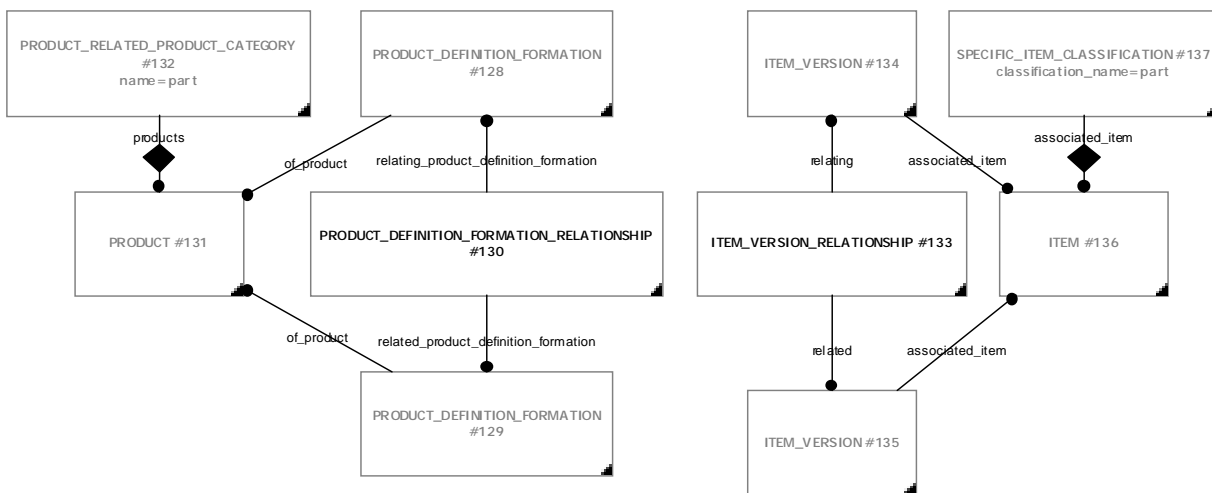 PRODUCT_RELATED_PRODUCT_CATEGORY
#132
name=part
PRODUCT_DEFINITION_FORMATION
#128
ITEM_VERSION #134
SPECIFIC_ITEM_CLASSIFICATION #137
classification_name=part
products
of_product
relating_product_definition_formation
relating
associated_item
associated_item
PRODUCT #131
PRODUCT_DEFINITION_FORMATION_RELATIONSHIP
#130
ITEM_VERSION_RELATIONSHIP #133
ITEM #136
of_product
related_product_definition_formation
related
associated_item
PRODUCT_DEFINITION_FORMATION
#129
ITEM_VERSION #135